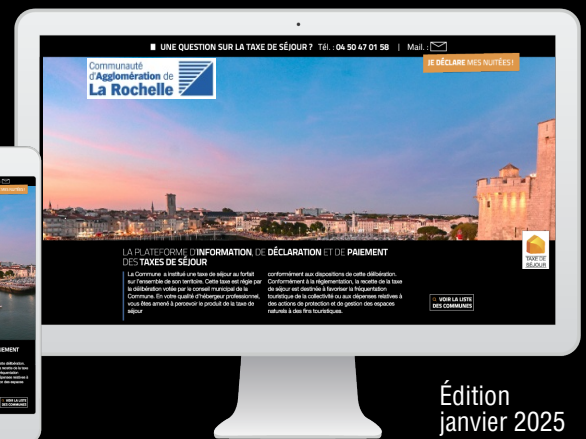 UNE QUESTION SUR LA TAXE DE SÉJOUR ? Tél. : 04 50 47 01 58 | Mail. :
JE DÉCLARE MES NUITÉES !
Communauté
d'Agglomération de
La Rochelle
LA PLATEFORME D'INFORMATION, DE DÉCLARATION ET DE PAIEMENT
DES TAXES DE SÉJOUR
La Commune a institué une taxe de séjour au forfait
sur l'ensemble de son territoire. Cette taxe est régie par
la délibération votée par le conseil municipal de la
Commune. En votre qualité d'hébergeur professionnel,
vous êtes amené à percevoir le produit de la taxe de
séjour
conformément aux dispositions de cette délibération.
Conformément à la réglementation, la recette de la taxe
de séjour est destinée à favoriser la fréquentation
touristique de la collectivité ou aux dépenses relatives à
des actions de protection et de gestion des espaces
naturels à des fins touristiques.
TAXE DE
SÉJOUR
VOIR LA LISTE
DES COMMUNES
VOIR LA LISTE
DES COMMUNES
Édition
janvier 2025